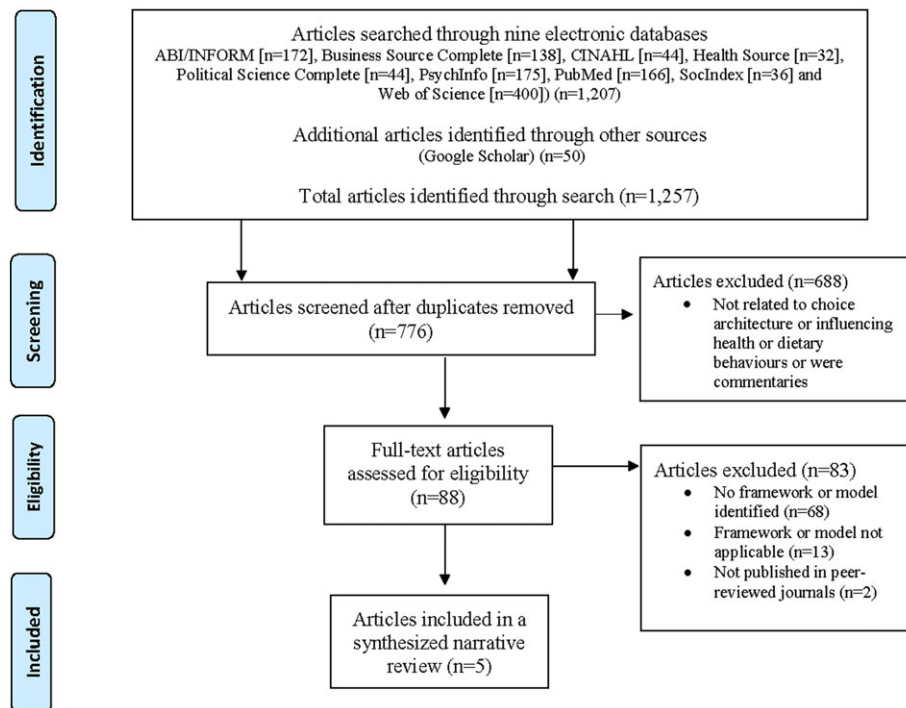 Identification
Articles searched through nine electronic databases
ABI/INFORM [n=172], Business Source Complete [n=138], CINAHL [n=44], Health Source [n=32],
Political Science Complete [n=44], PsychInfo [n=175], PubMed [n=166], SocIndex [n=36] and
Web of Science [n=400]) (n=1,207)
Additional articles identified through other sources
(Google Scholar) (n=50)
Total articles identified through search (n=1,257)
Screening
Articles screened after duplicates removed
(n=776)
Articles excluded (n=688)
• Not related to choice
architecture or influencing
health or dietary
behaviours or were
commentaries
Eligibility
Full-text articles
assessed for eligibility
(n=88)
Articles excluded (n=83)
• No framework or model
identified (n=68)
• Framework or model not
applicable (n=13)
• Not published in peer-
reviewed journals (n=2)
Included
Articles included in a
synthesized narrative
review (n=5)